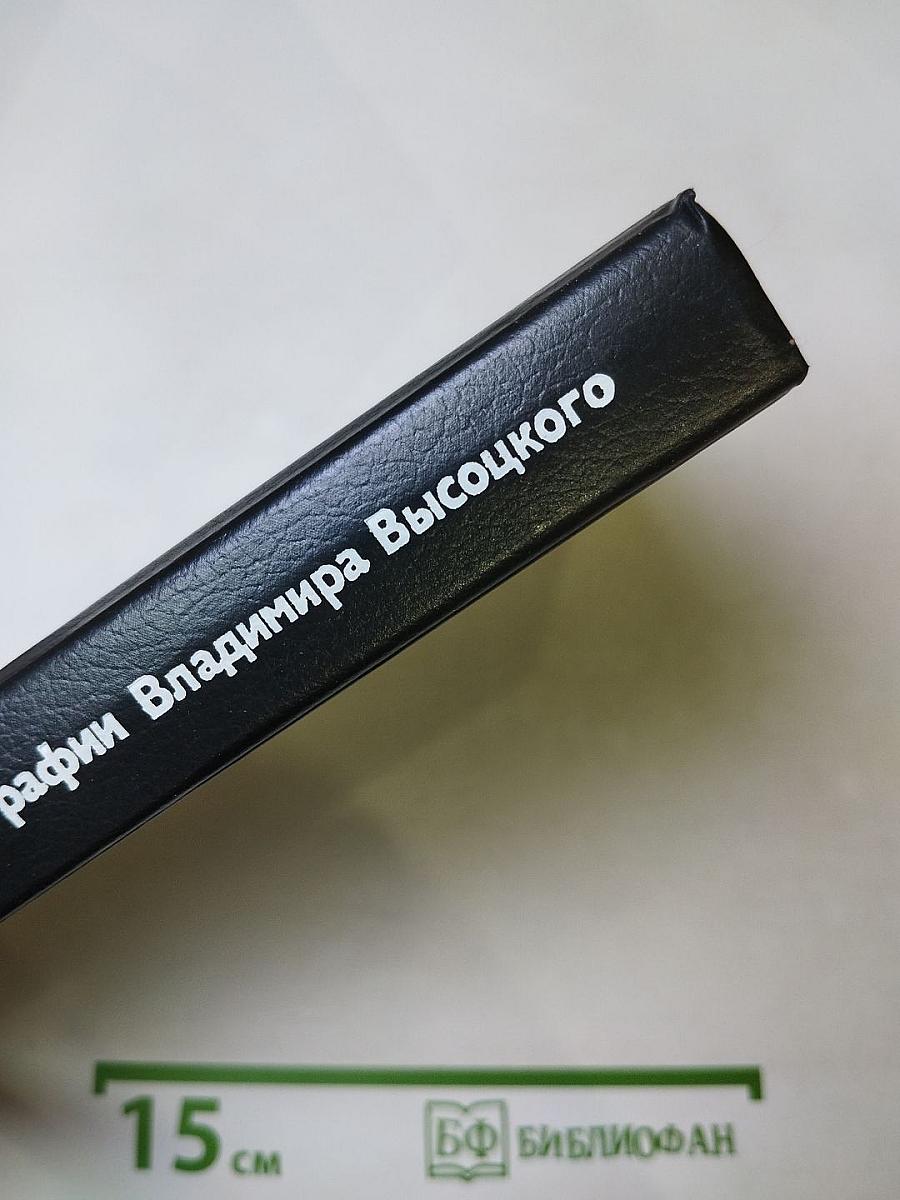 рафии Владимира Высоцкого
15 см
БФ БИБЛИОФАН